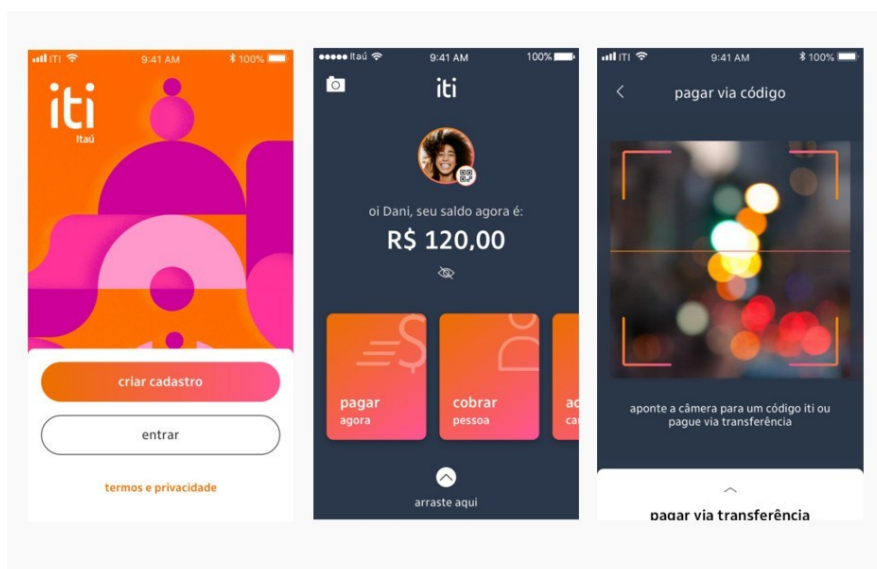 ITI 9:41 AM 100%
iti
Itaú
criar cadastro
entrar
termos e privacidade
Itaú 9:41 AM 100%
iti
oi Dani, seu saldo agora é:
R$ 120,00
pagar
agora
cobrar
pessoa
arraste aqui
ITI 9:41 AM 100%
pagar via código
aponte a câmera para um código iti ou
pague via transferência
pagar via transferência